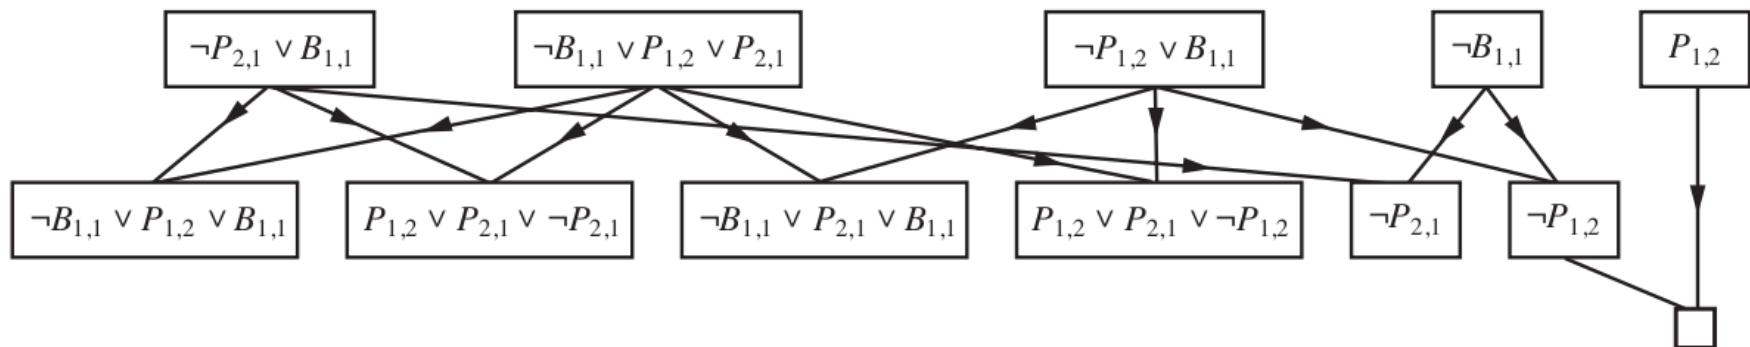 ¬P2,1 ∨ B1,1 ¬B1,1 ∨ P1,2 ∨ P2,1 ¬P1,2 ∨ B1,1 ¬B1,1 P1,2
¬B1,1 ∨ P1,2 ∨ B1,1 P1,2 ∨ P2,1 ∨ ¬P2,1 ¬B1,1 ∨ P2,1 ∨ B1,1 P1,2 ∨ P2,1 ∨ ¬P1,2 ¬P2,1 ¬P1,2